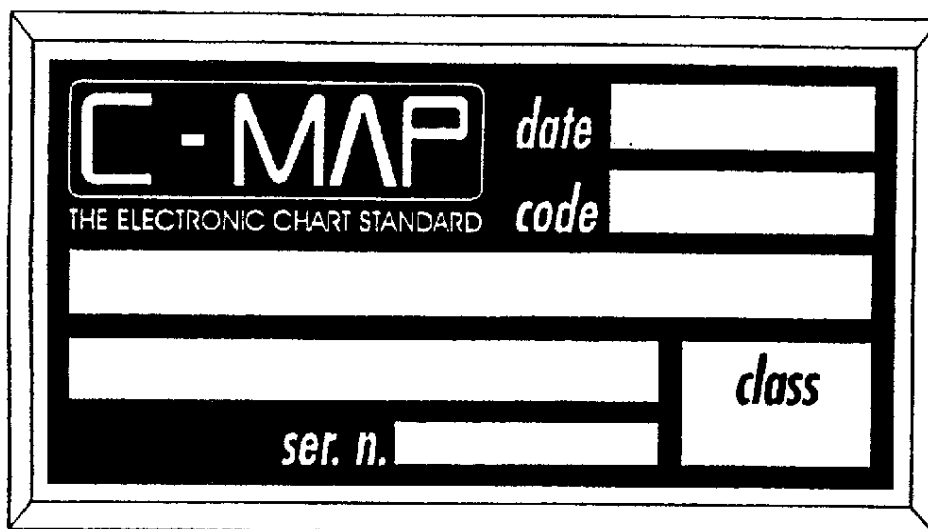 C-MAP
THE ELECTRONIC CHART STANDARD
date
code
class
ser. n.